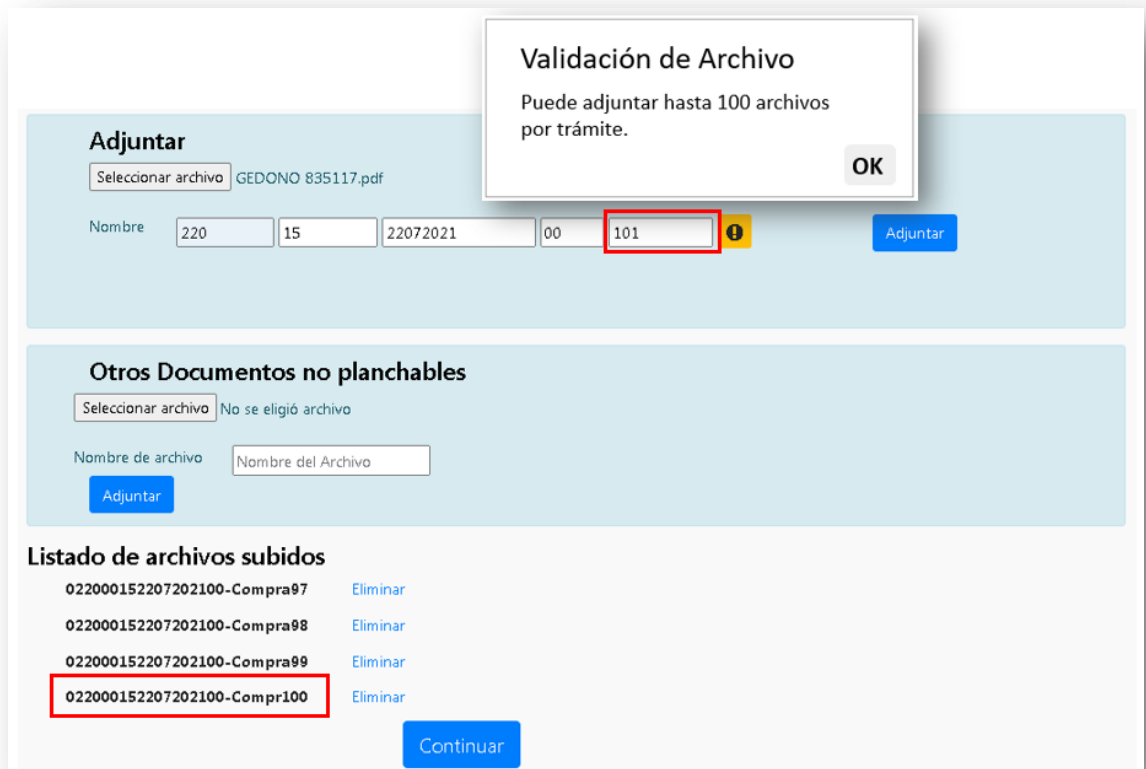 Validación de Archivo
Puede adjuntar hasta 100 archivos
por trámite.
OK
Adjuntar
Seleccionar archivo GEDONO 835117.pdf
Nombre 220 15 22072021 00 101 Adjuntar
Otros Documentos no planchables
Seleccionar archivo No se eligió archivo
Nombre de archivo Nombre del Archivo
Adjuntar
Listado de archivos subidos
022000152207202100-Compra97 Eliminar
022000152207202100-Compra98 Eliminar
022000152207202100-Compra99 Eliminar
022000152207202100-Compr100 Eliminar
Continuar